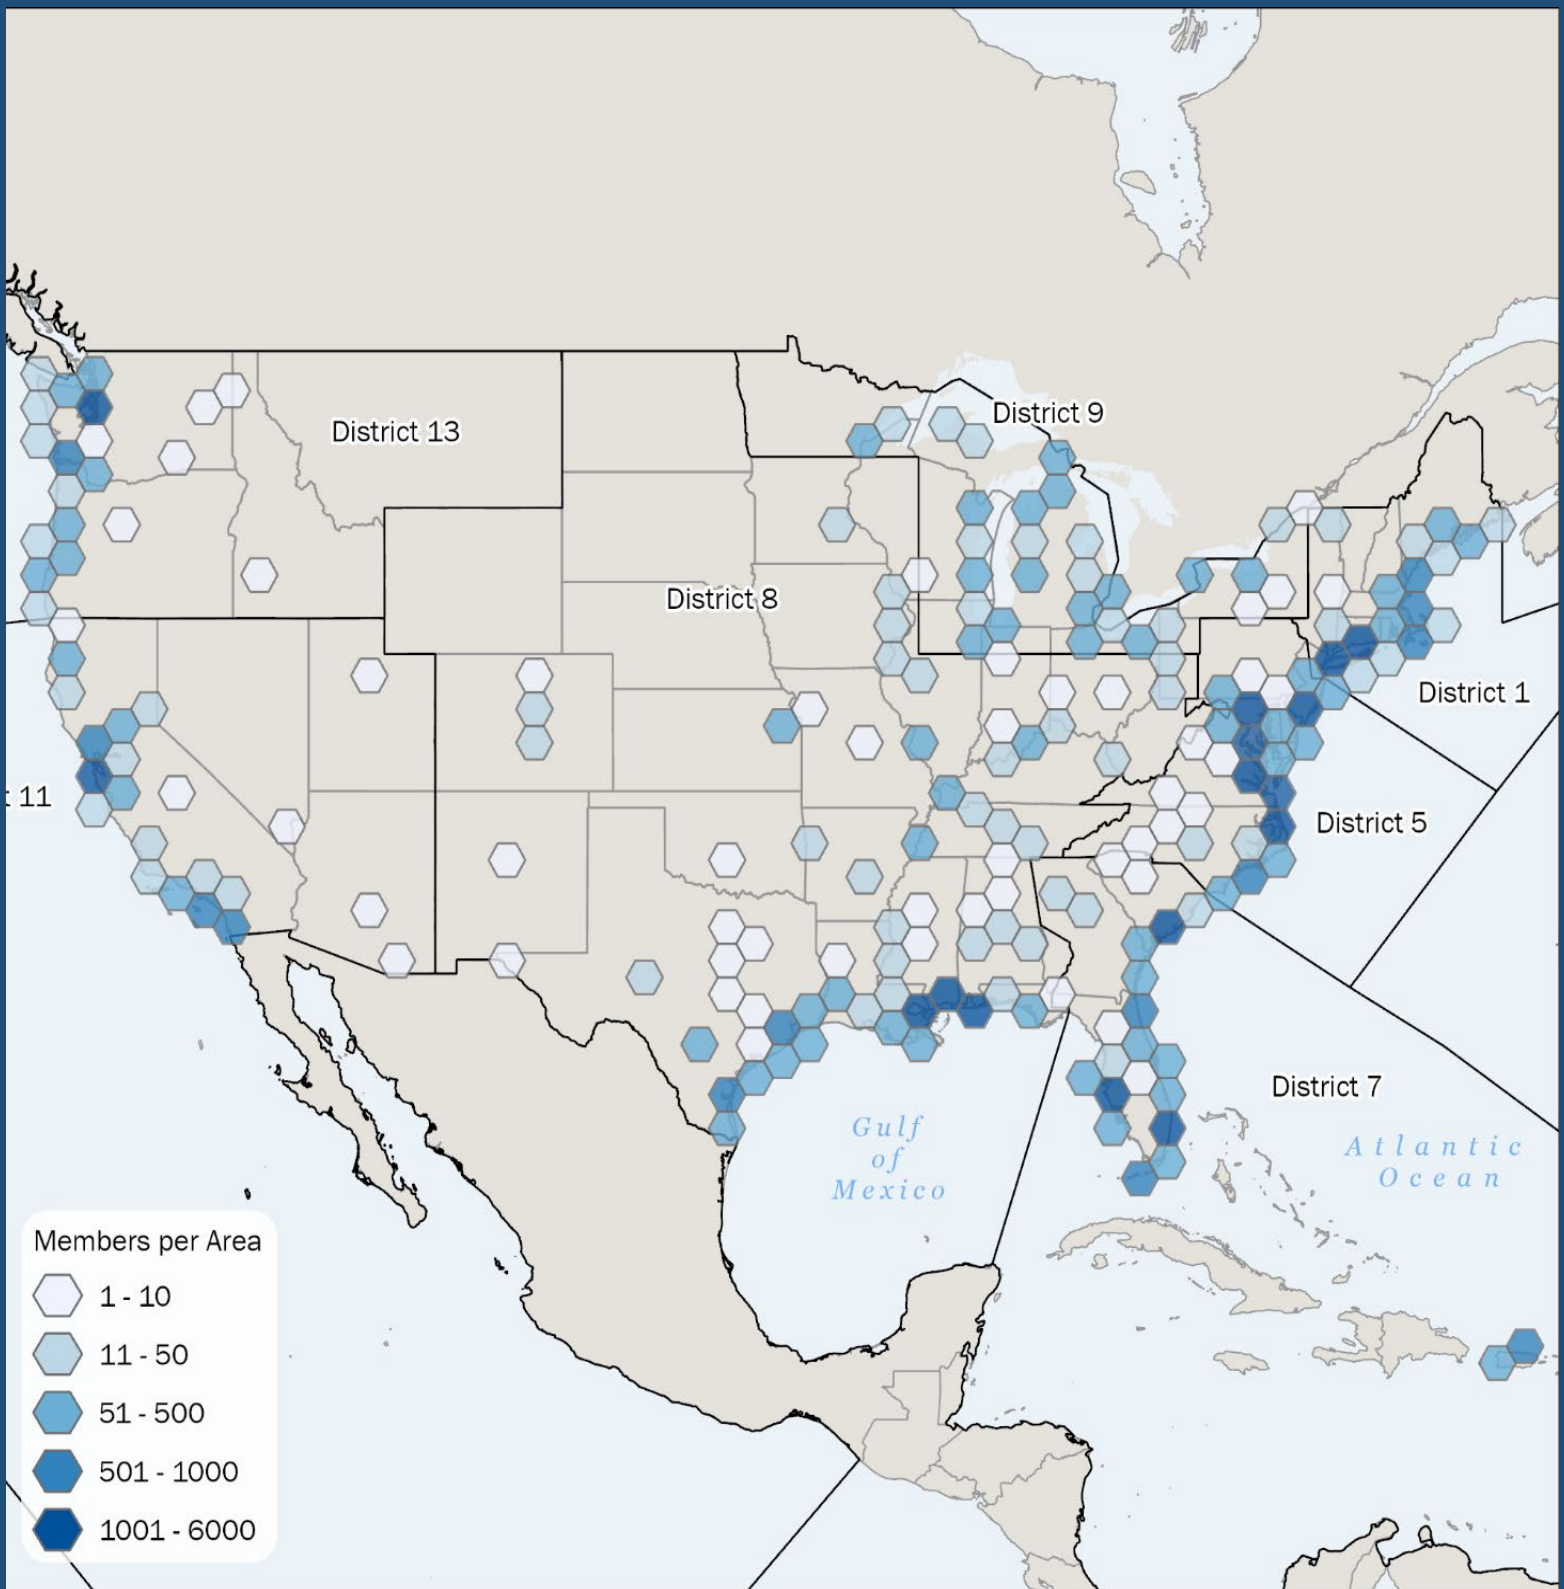 District 13
District 9
District 8
District 1
11
District 5
District 7
Gulf
of
Mexico
Atlantic
Ocean
Members per Area
1 - 10
11 - 50
51 - 500
501 - 1000
1001 - 6000